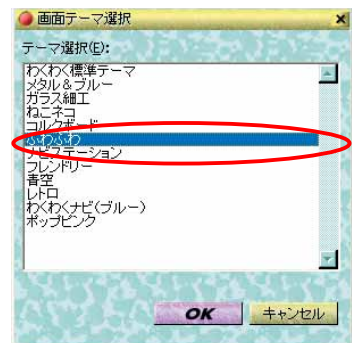 画面テーマ選択
テーマ選択(E):
わくわく標準テーマ
メタル＆ブルー
ガラス細工
ねこネコ
コルクボード
ふわふわ
ナビステーション
フレンドリー
青空
レトロ
わくわくナビ(ブルー)
ポップピンク
OK キャンセル